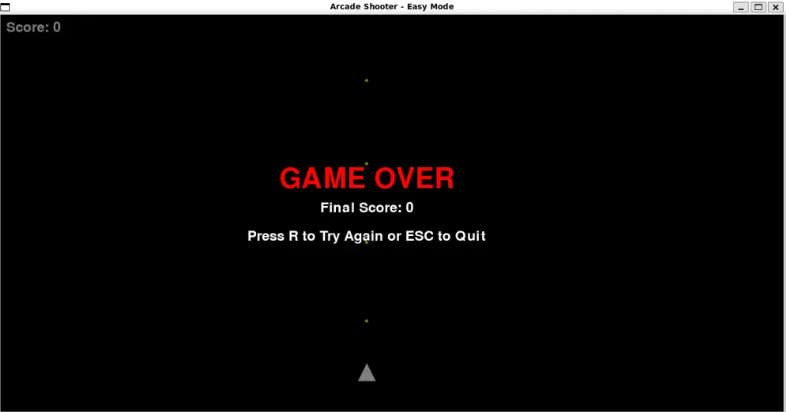 Arcade Shooter - Easy Mode
Score: 0
GAME OVER
Final Score: 0
Press R to Try Again or ESC to Quit